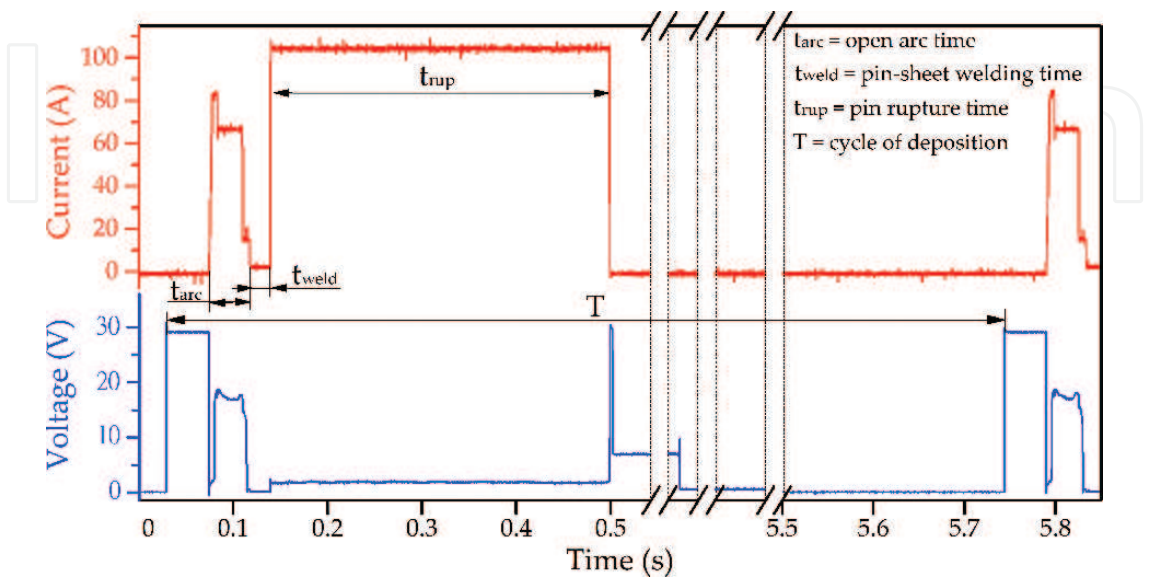 100
80
60
40
20
0
Current (A)
tarc = open arc time
tweld = pin-sheet welding time
trup = pin rupture time
T = cycle of deposition
trup
tweld
tarc
T
30
20
10
0
Voltage (V)
0 0.1 0.2 0.3 0.4 0.5 5.5 5.6 5.7 5.8
Time (s)